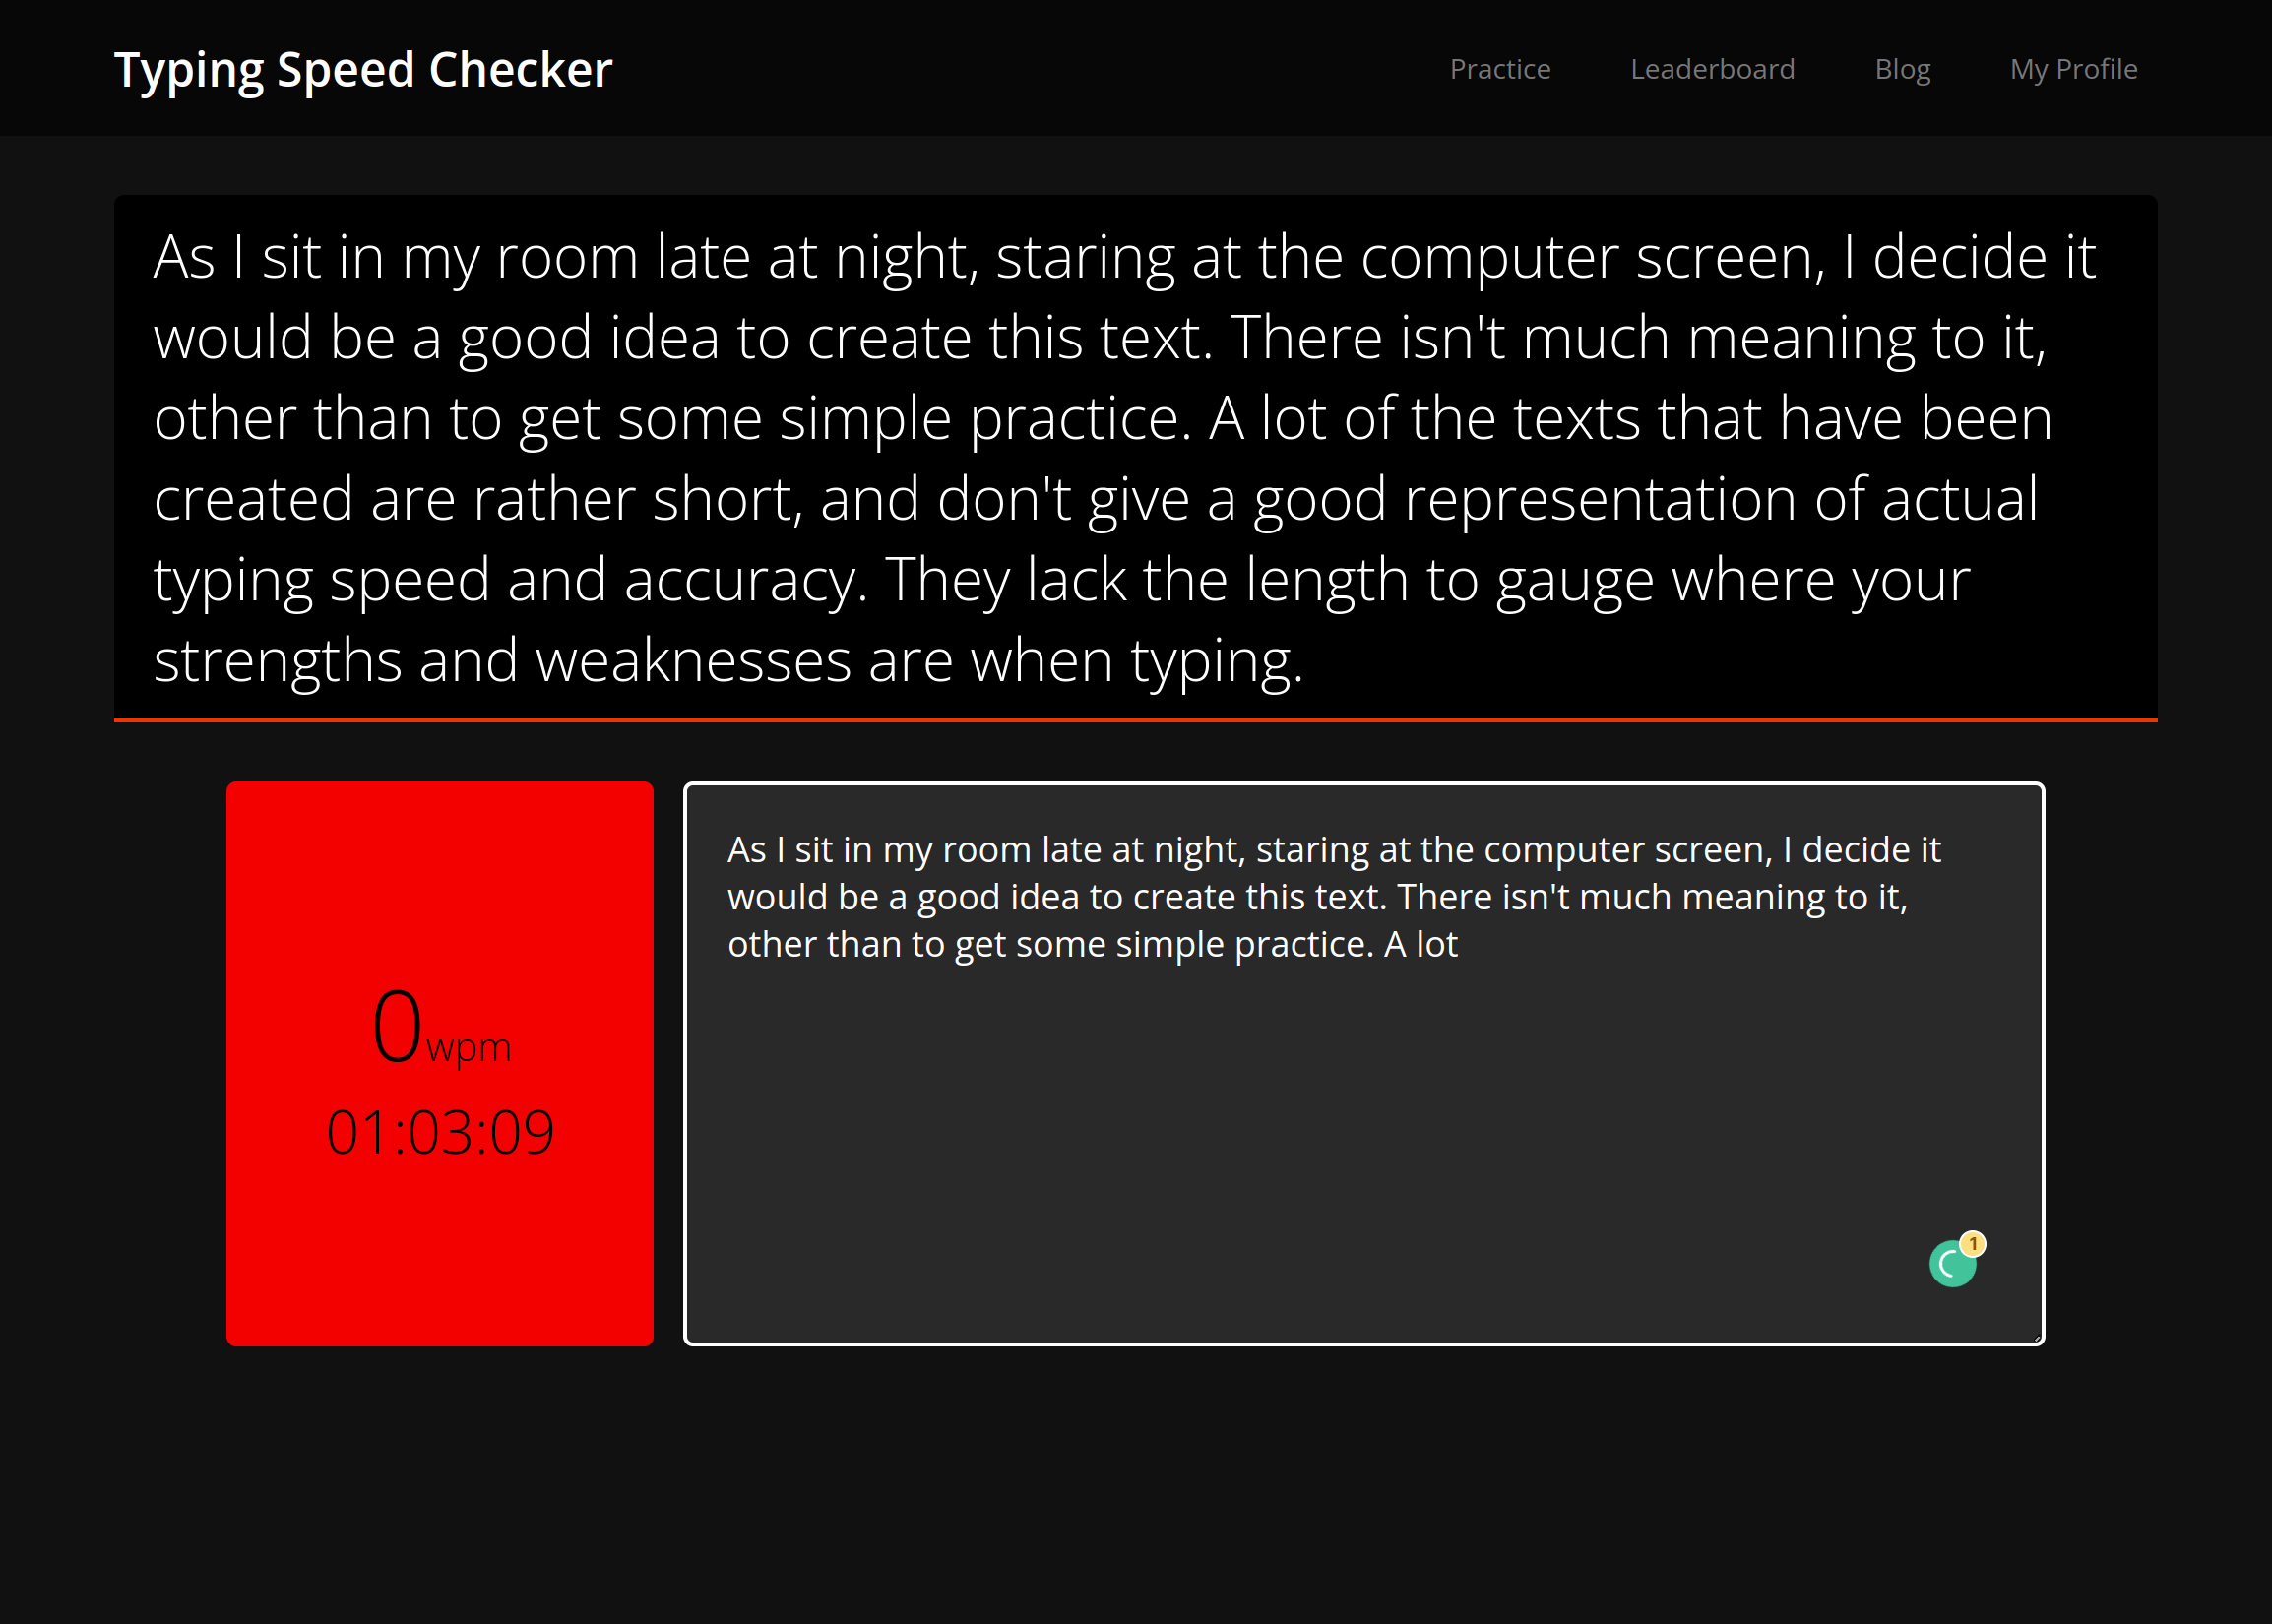 Typing Speed Checker
Practice Leaderboard Blog My Profile
As I sit in my room late at night, staring at the computer screen, I decide it
would be a good idea to create this text. There isn't much meaning to it,
other than to get some simple practice. A lot of the texts that have been
created are rather short, and don't give a good representation of actual
typing speed and accuracy. They lack the length to gauge where your
strengths and weaknesses are when typing.
0wpm
01:03:09
As I sit in my room late at night, staring at the computer screen, I decide it
would be a good idea to create this text. There isn't much meaning to it,
other than to get some simple practice. A lot
1